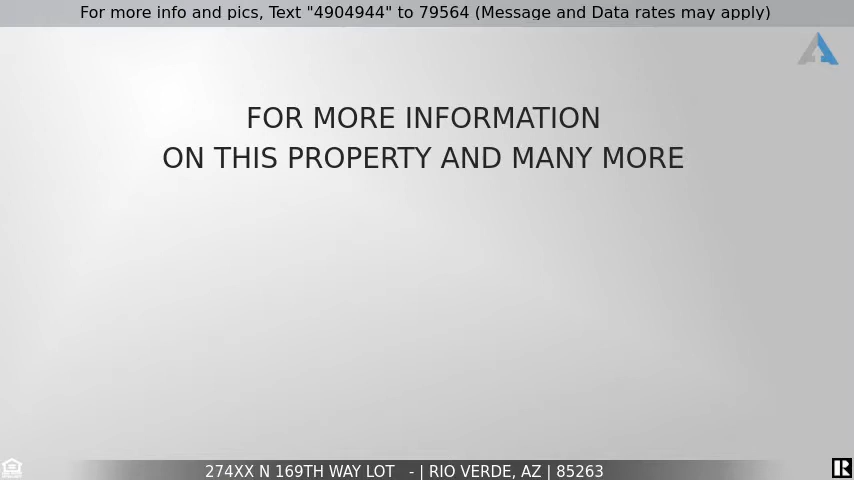 For more info and pics, Text "4904944" to 79564 (Message and Data rates may apply)
FOR MORE INFORMATION
ON THIS PROPERTY AND MANY MORE
274XX N 169TH WAY LOT - | RIO VERDE, AZ | 85263